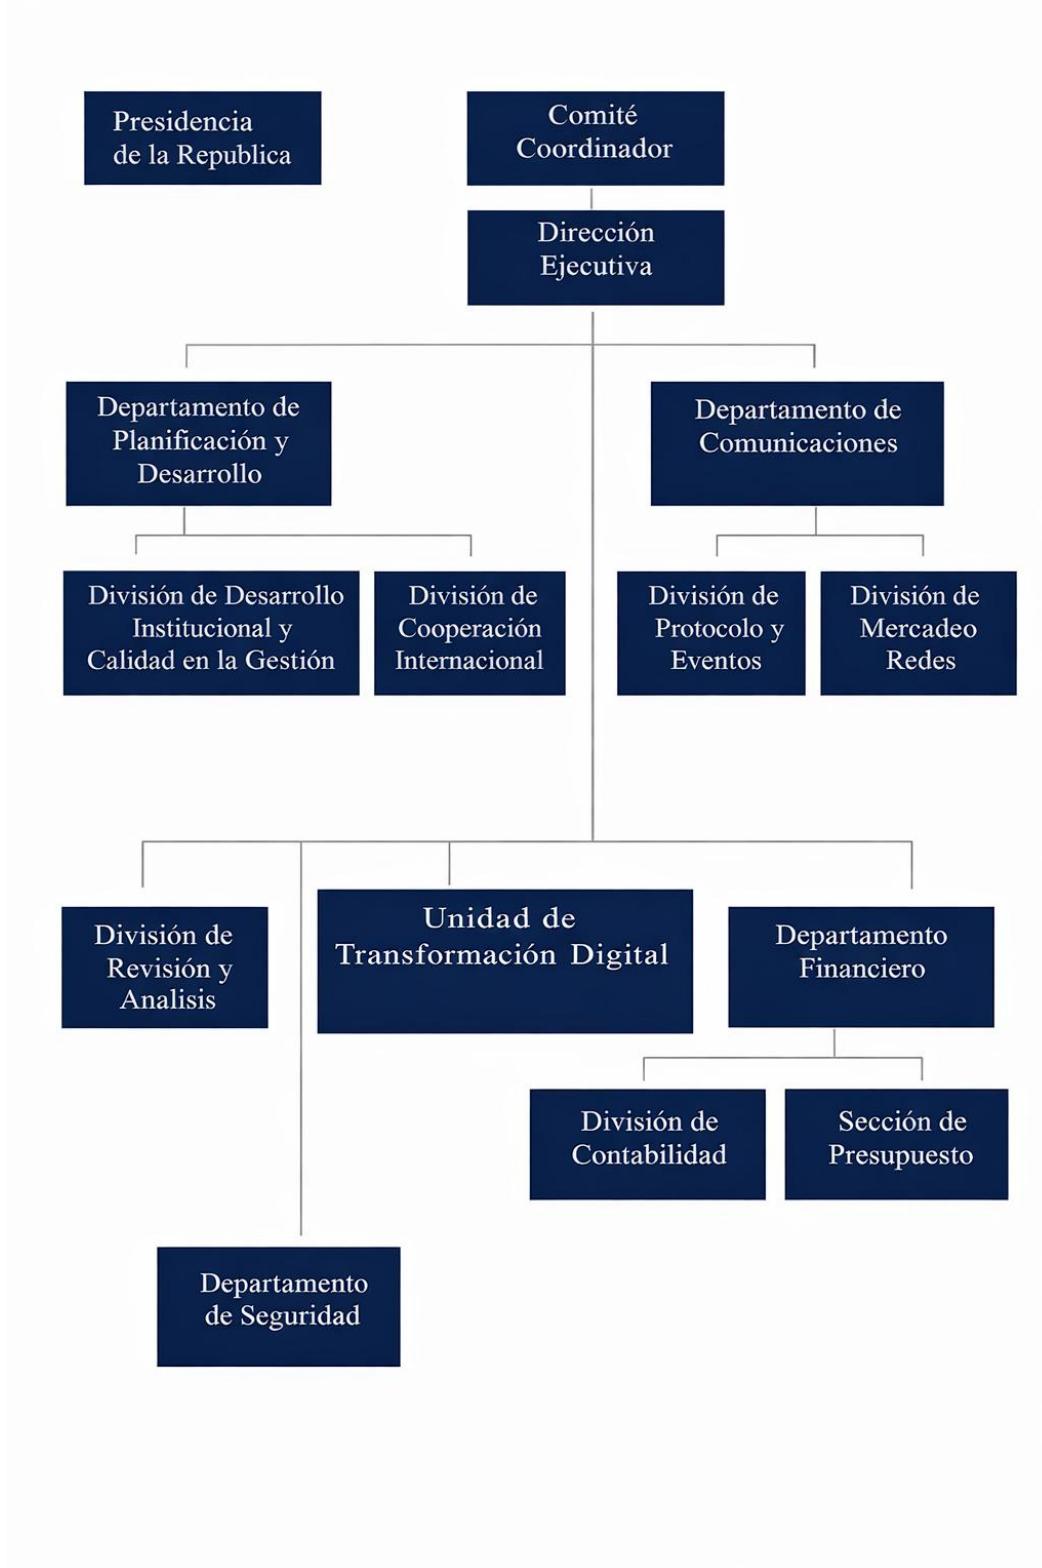 Presidencia
de la Republica
Comité
Coordinador
Dirección
Ejecutiva
Departamento de
Planificación y
Desarrollo
Departamento de
Comunicaciones
División de Desarrollo
Institucional y
Calidad en la Gestión
División de
Cooperación
Internacional
División de
Protocolo y
Eventos
División de
Mercadeo
Redes
División de
Revisión y
Analisis
Unidad de
Transformación Digital
Departamento
Financiero
División de
Contabilidad
Sección de
Presupuesto
Departamento
de Seguridad